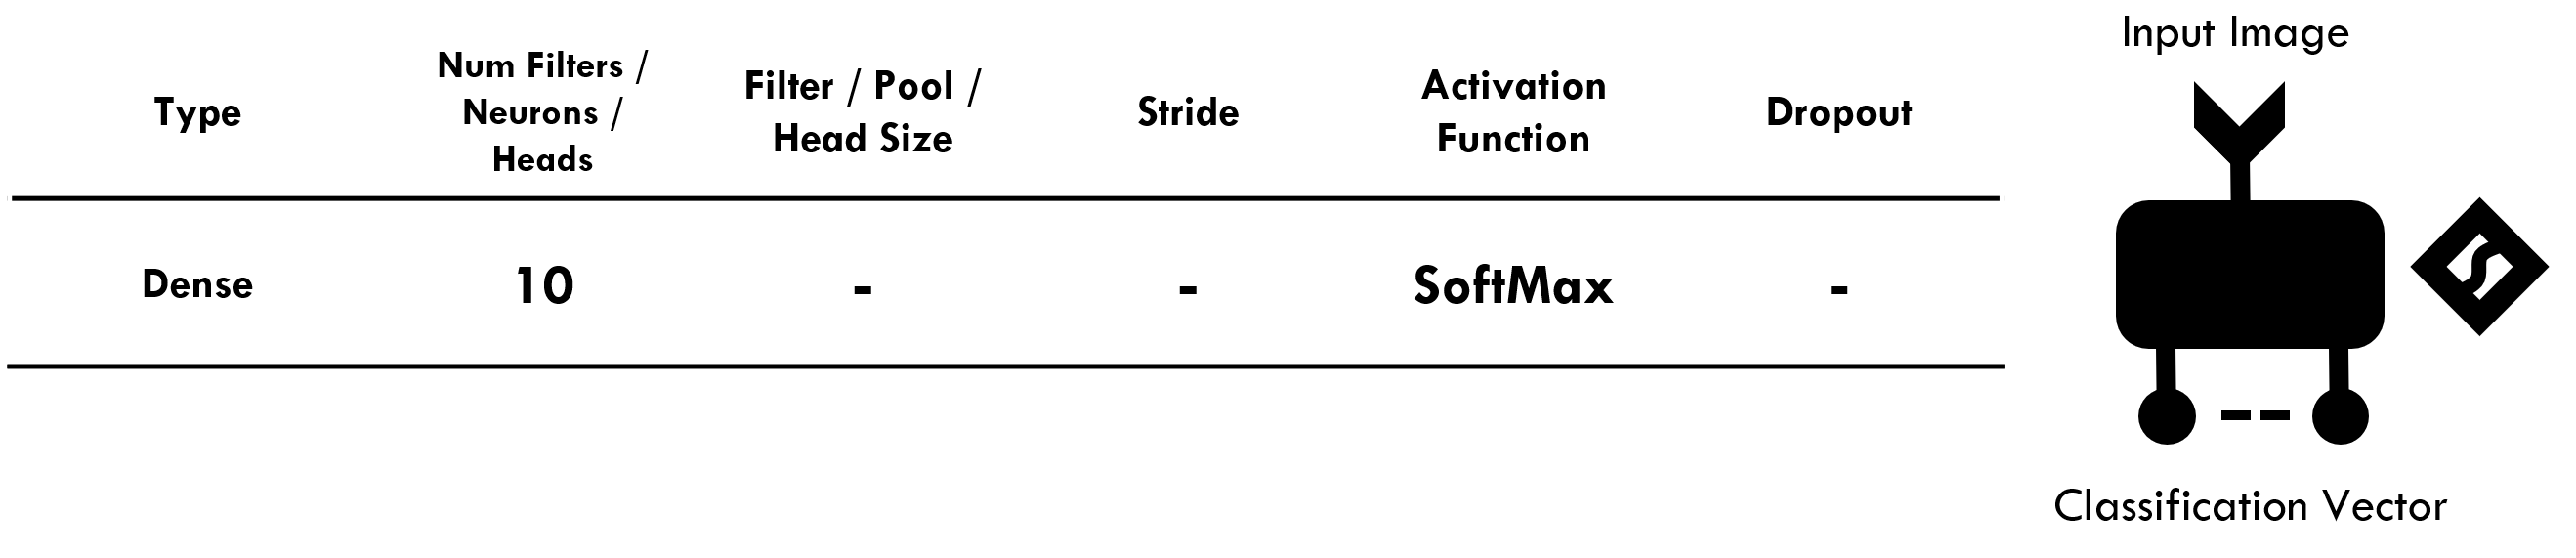 Type
Num Filters /
Neurons /
Heads
Filter / Pool /
Head Size
Stride
Activation
Function
Dropout
Input Image
Dense
10
-
-
SoftMax
-
Classification Vector